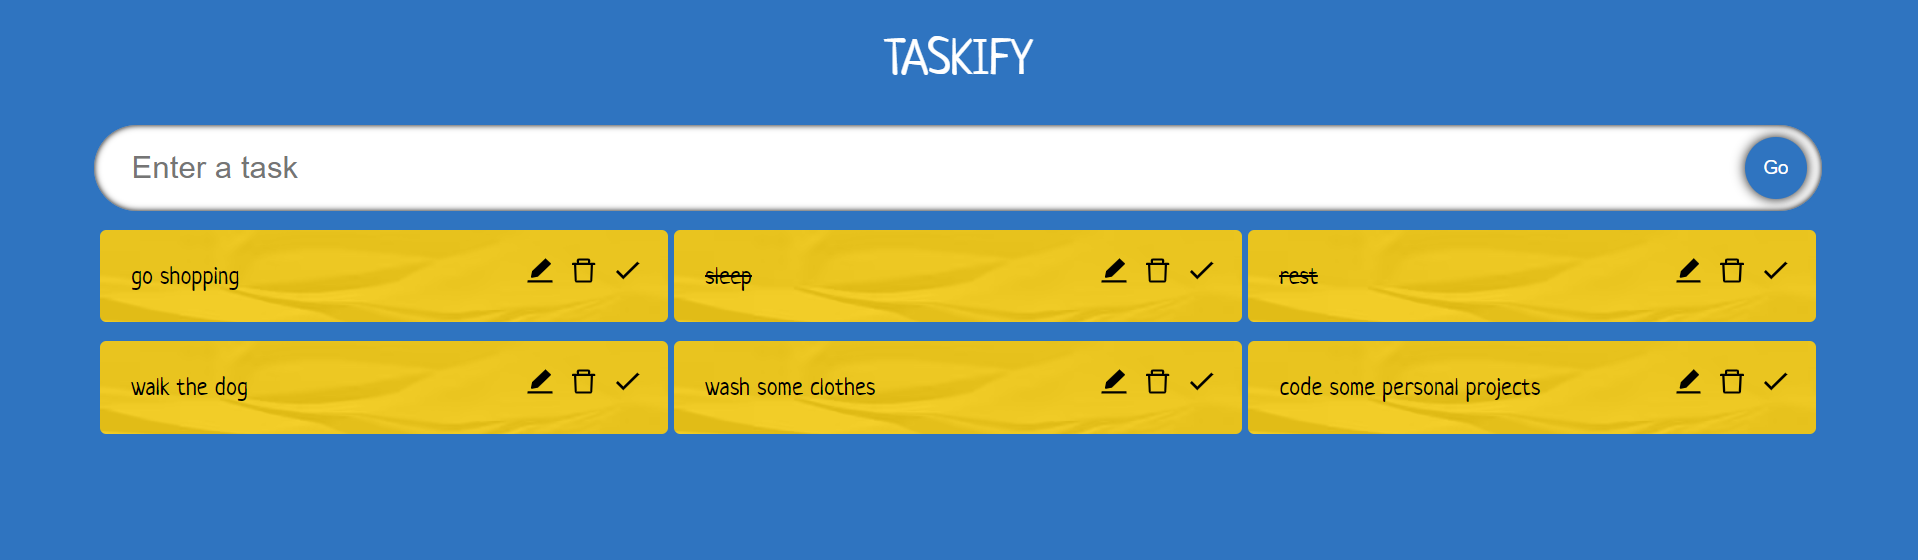 TASKIFY
Enter a task
Go
go shopping
sleep
rest
walk the dog
wash some clothes
code some personal projects